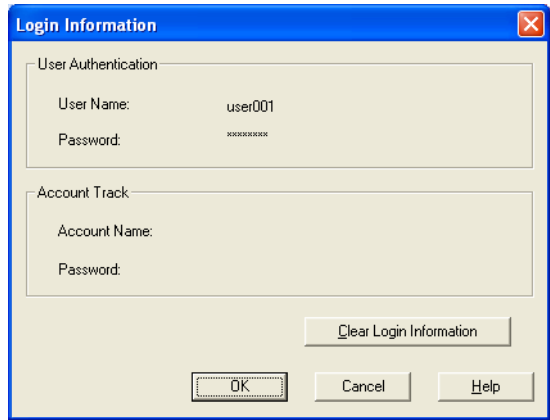 Login Information
User Authentication
User Name: user001
Password: ********
Account Track
Account Name:
Password:
Clear Login Information
OK Cancel Help